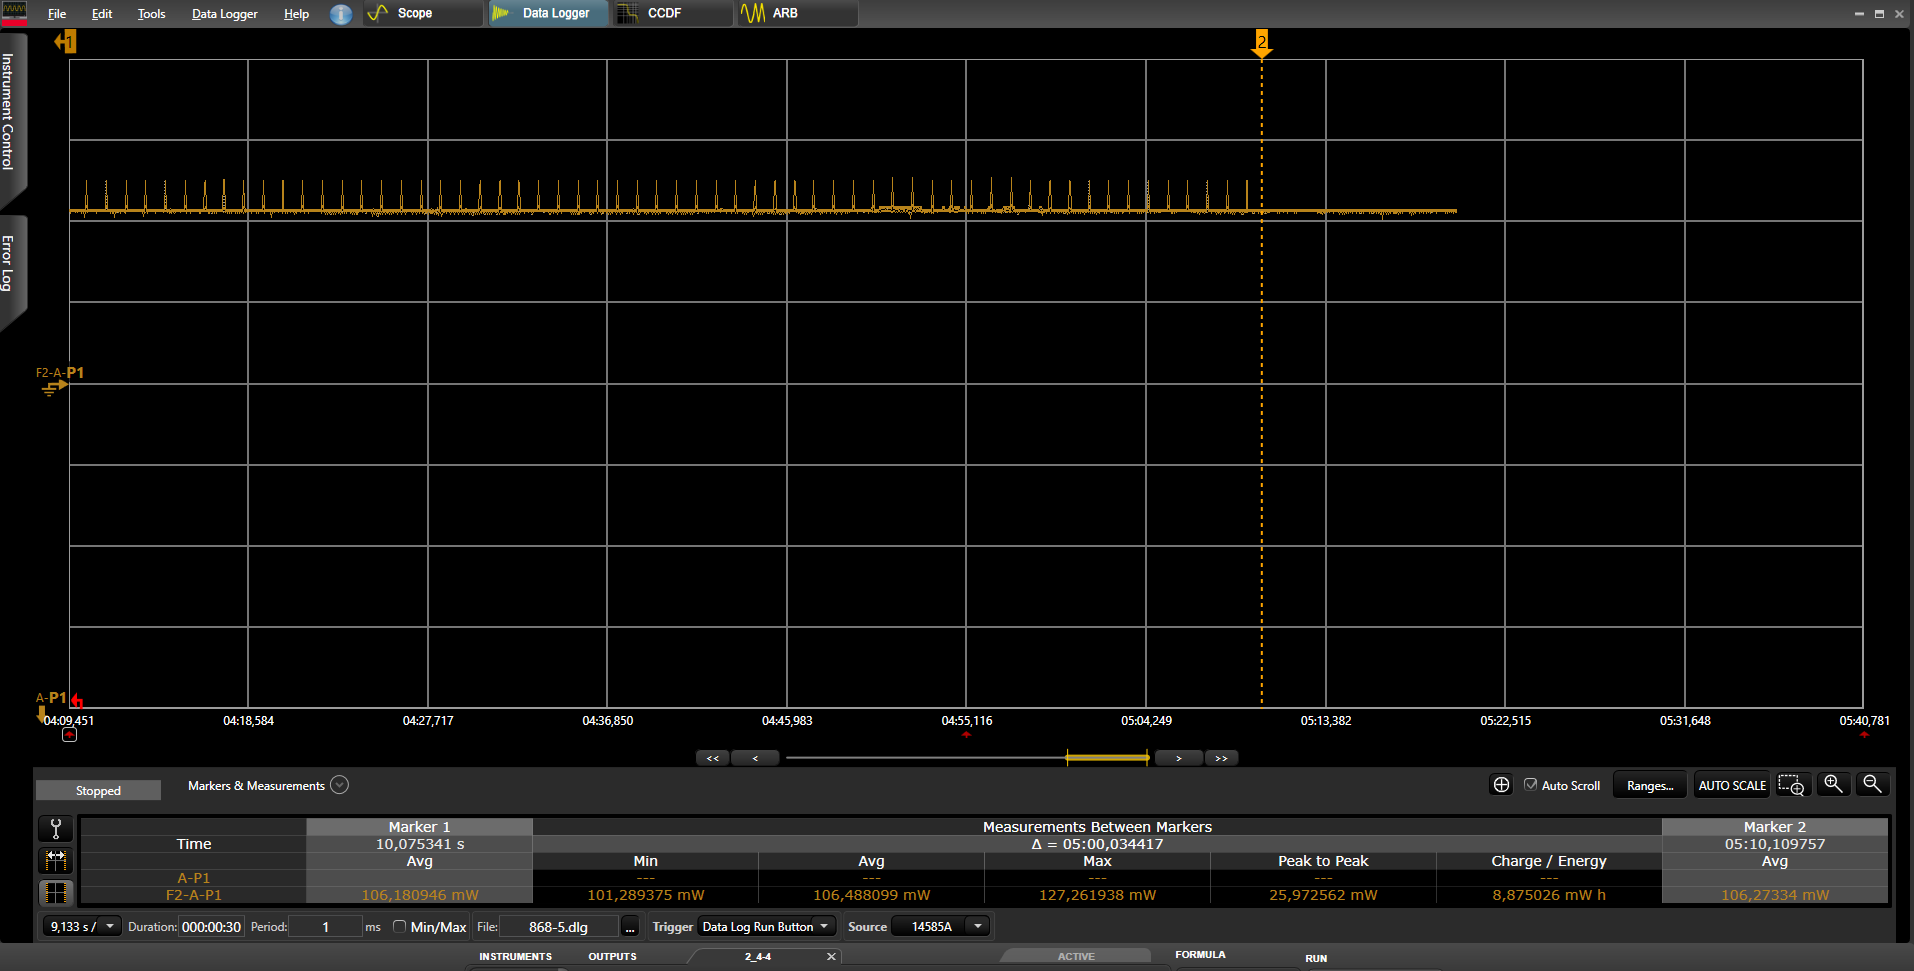 File Edit Tools Data Logger Help Scope Data Logger CCDF ARB
Instrument Control
Error Log
1
2
F2-A-P1
A-P1
04:09,451 04:18,584 04:27,717 04:36,850 04:45,983 04:55,116 05:04,249 05:13,382 05:22,515 05:31,648 05:40,781
<< < > >>
Stopped Markers & Measurements Auto Scroll Ranges... AUTO SCALE
Marker 1 Measurements Between Markers Marker 2
Time 10,075341 s Δ = 05:00,034417 05:10,109757
Avg Min Avg Max Peak to Peak Charge / Energy Avg
A-P1 --- --- --- --- ---
F2-A-P1 106,180946 mW 101,289375 mW 106,488099 mW 127,261938 mW 25,972562 mW 8,875026 mW h 106,27334 mW
9,133 s / Duration: 000:00:30 Period: 1 ms Min/Max File: 868-5.dlg ... Trigger Data Log Run Button Source 14585A
INSTRUMENTS OUTPUTS 2_4-4 ACTIVE FORMULA RUN